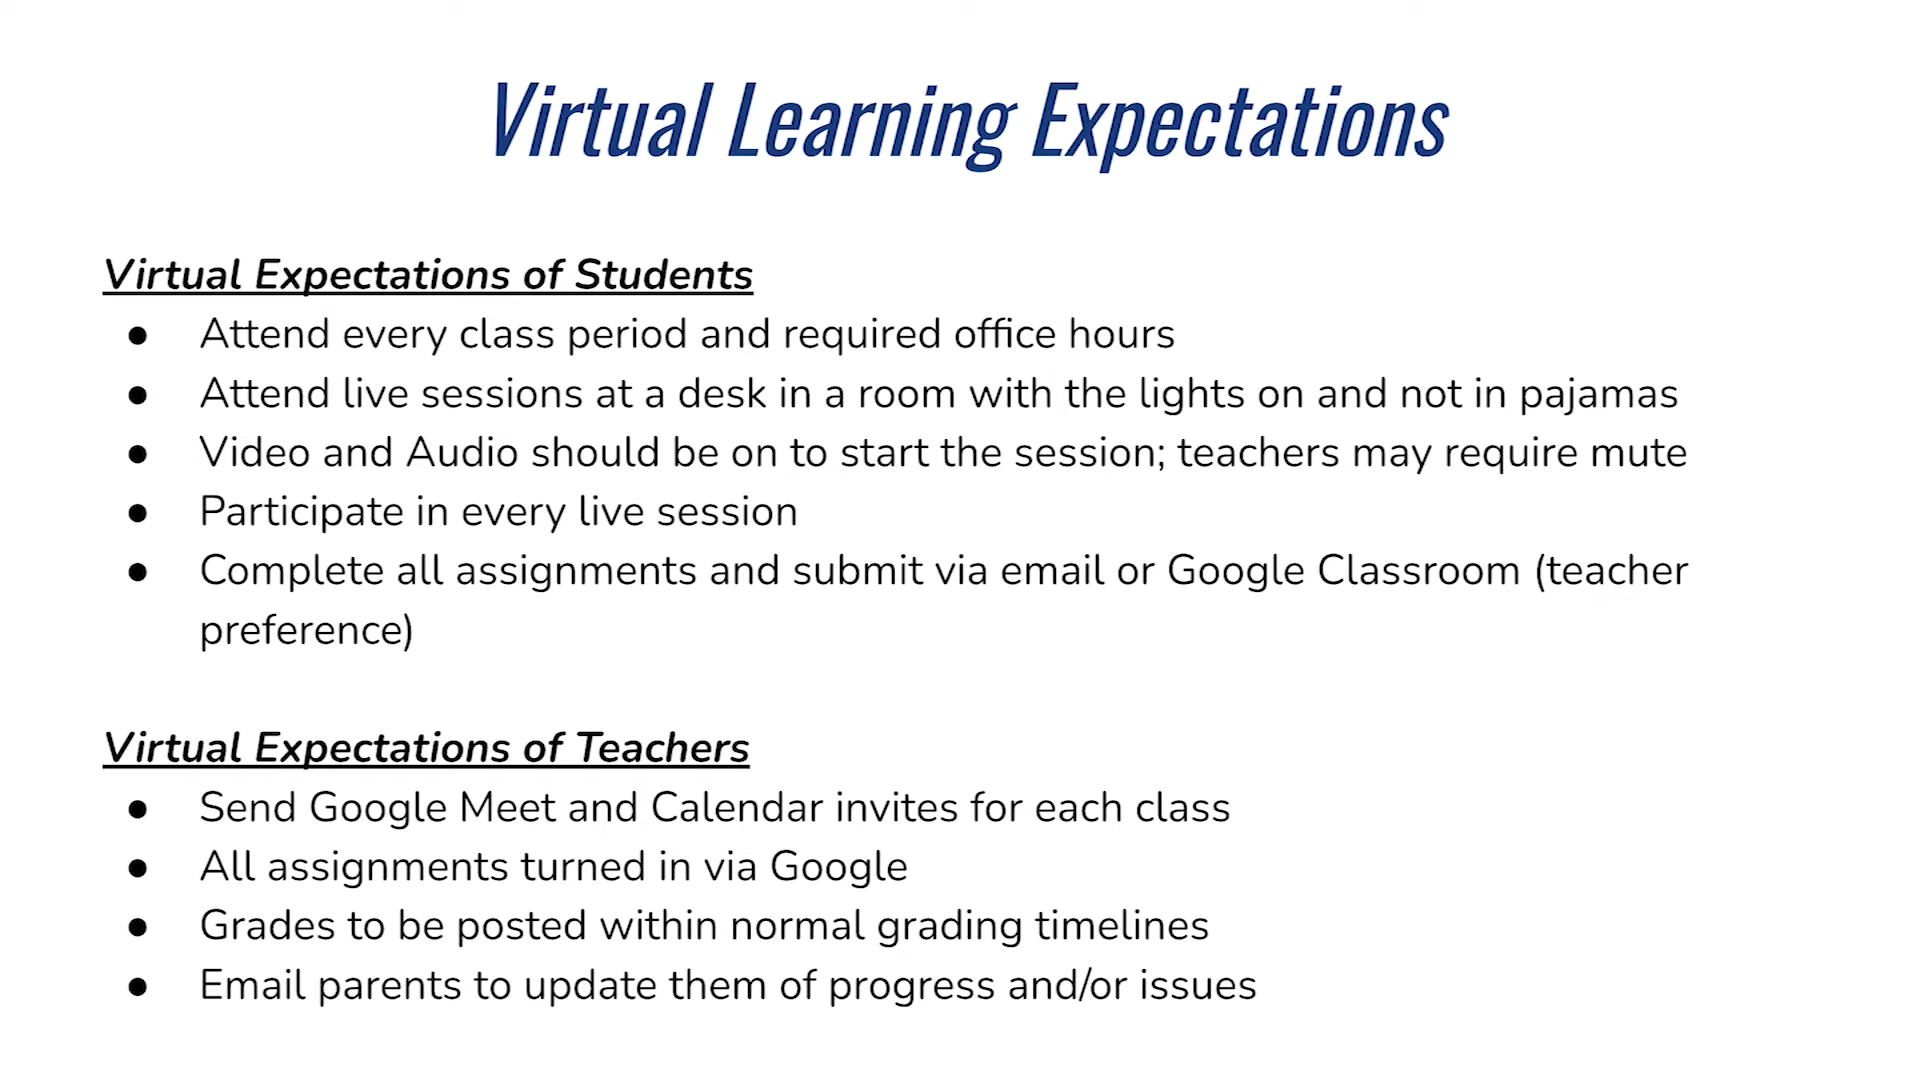 Virtual Learning Expectations
Virtual Expectations of Students
● Attend every class period and required office hours
● Attend live sessions at a desk in a room with the lights on and not in pajamas
● Video and Audio should be on to start the session; teachers may require mute
● Participate in every live session
● Complete all assignments and submit via email or Google Classroom (teacher
preference)
Virtual Expectations of Teachers
● Send Google Meet and Calendar invites for each class
● All assignments turned in via Google
● Grades to be posted within normal grading timelines
● Email parents to update them of progress and/or issues